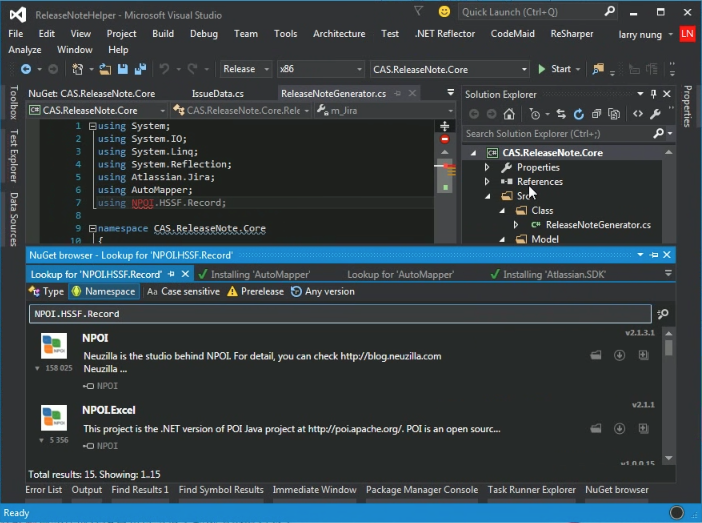 ReleaseNoteHelper - Microsoft Visual Studio
Quick Launch (Ctrl+Q)
File Edit View Project Build Debug Team Tools Architecture Test .NET Reflector CodeMaid ReSharper larry nung LN
Analyze Window Help
Release x86 CAS.ReleaseNote.Core Start
Toolbox
Test Explorer
Data Sources
NuGet: CAS.ReleaseNote.Core IssueData.cs ReleaseNoteGenerator.cs
CAS.ReleaseNote.Core CAS.ReleaseNote.Core.Rele m_Jira
1 using System;
2 using System.IO;
3 using System.Linq;
4 using System.Reflection;
5 using Atlassian.Jira;
6 using AutoMapper;
7 using NPOI.HSSF.Record;
8
9 namespace CAS.ReleaseNote.Core
10 {
Solution Explorer
Search Solution Explorer (Ctrl+;)
CAS.ReleaseNote.Core
Properties
References
Src
Class
ReleaseNoteGenerator.cs
Model
Properties
NuGet browser - Lookup for 'NPOI.HSSF.Record'
Lookup for 'NPOI.HSSF.Record' Installing 'AutoMapper' Lookup for 'AutoMapper' Installing 'Atlassian.SDK'
Type Namespace Aa Case sensitive Prerelease Any version
NPOI.HSSF.Record
NPOI v2.1.3.1
Neuzilla is the studio behind NPOI. For detail, you can check http://blog.neuzilla.com
Neuzilla ...
158 025
NPOI
NPOI.Excel v2.1.1
This project is the .NET version of POI Java project at http://poi.apache.org/. POI is an open sourc...
5 356
NPOI
v1.0.0.15
Total results: 15. Showing: 1..15
Error List Output Find Results 1 Find Symbol Results Immediate Window Package Manager Console Task Runner Explorer NuGet browser
Ready